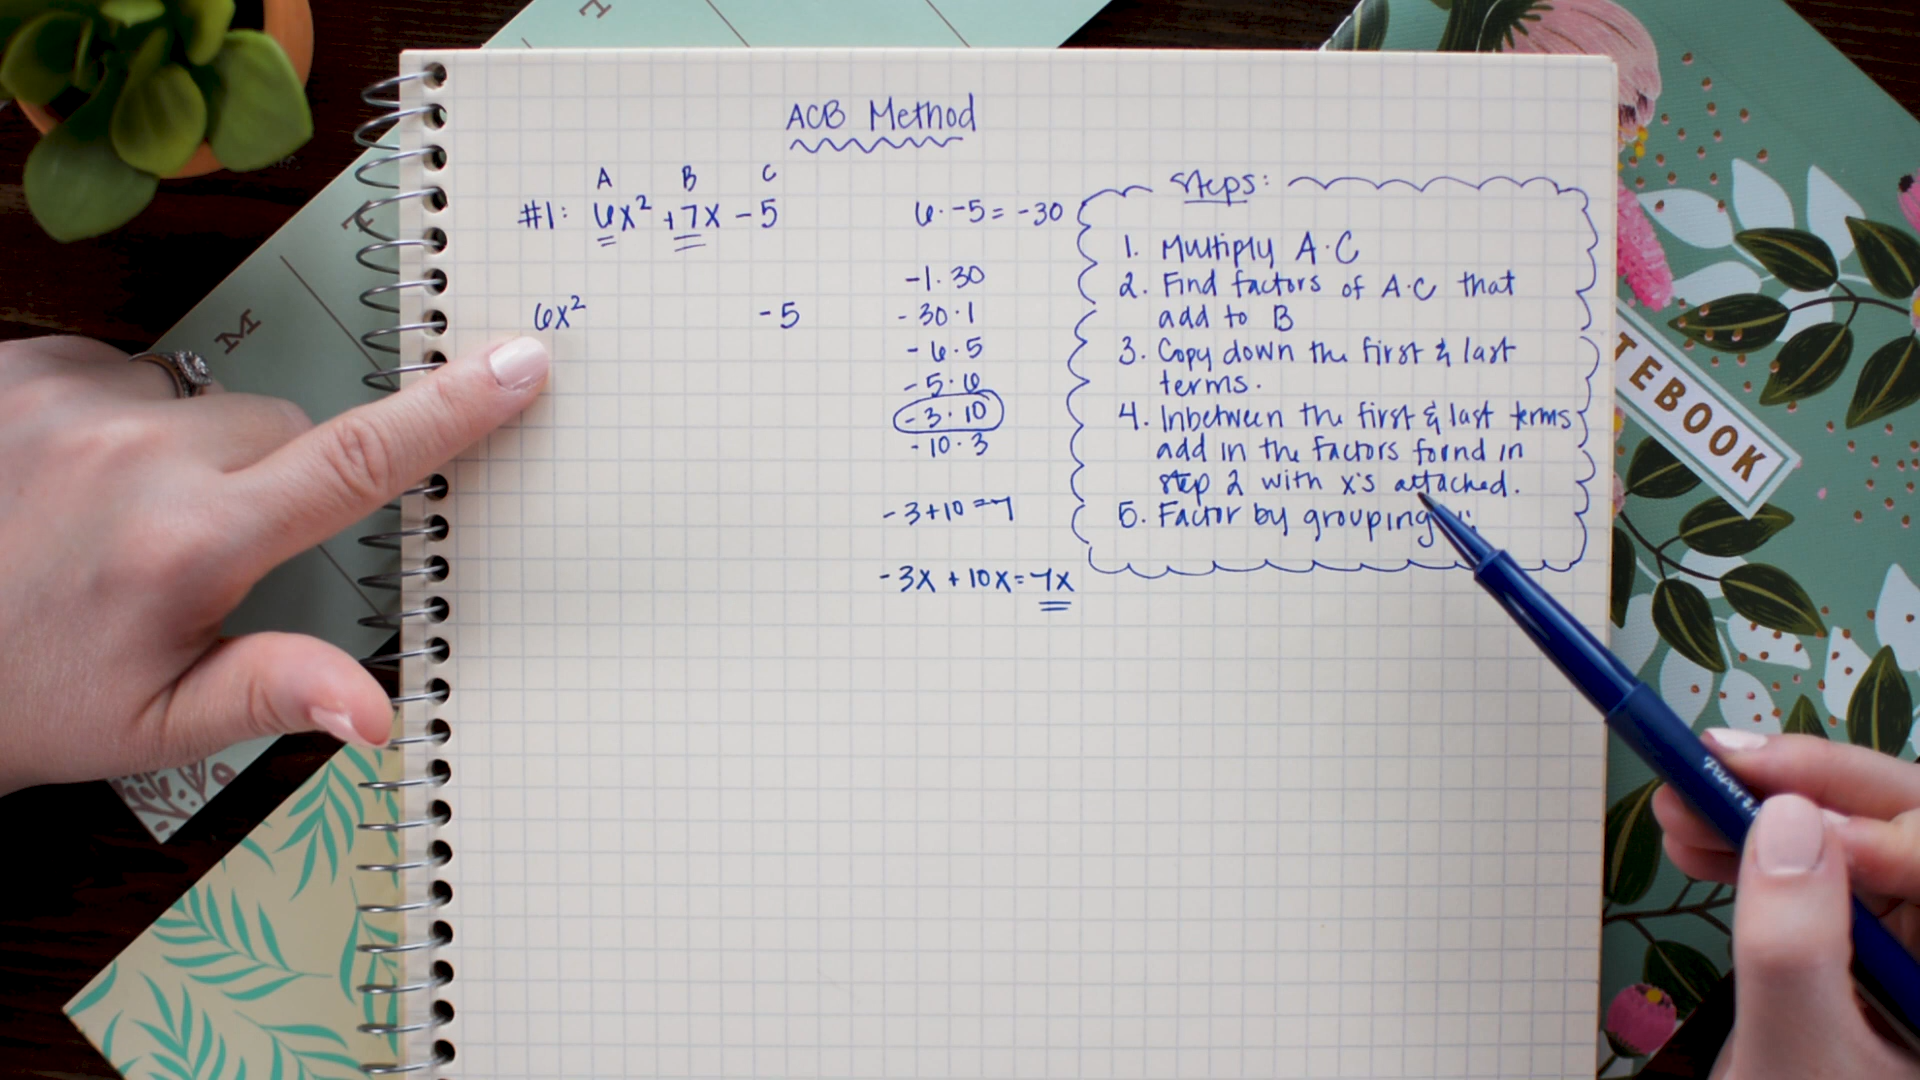 ACB Method
A B C
#1: 6x² +7x - 5
6x² - 5
6 · -5 = -30
-1 · 30
- 30 · 1
- 6 · 5
- 5 · 6
- 3 · 10
- 10 · 3
- 3 + 10 = 7
- 3x + 10x = 7x
Steps:
1. Multiply A · C
2. Find factors of A·C that
add to B
3. Copy down the first & last
terms.
4. Inbetween the first & last terms
add in the factors found in
step 2 with x's attached.
5. Factor by grouping
TEBOOK
M
T
Paper